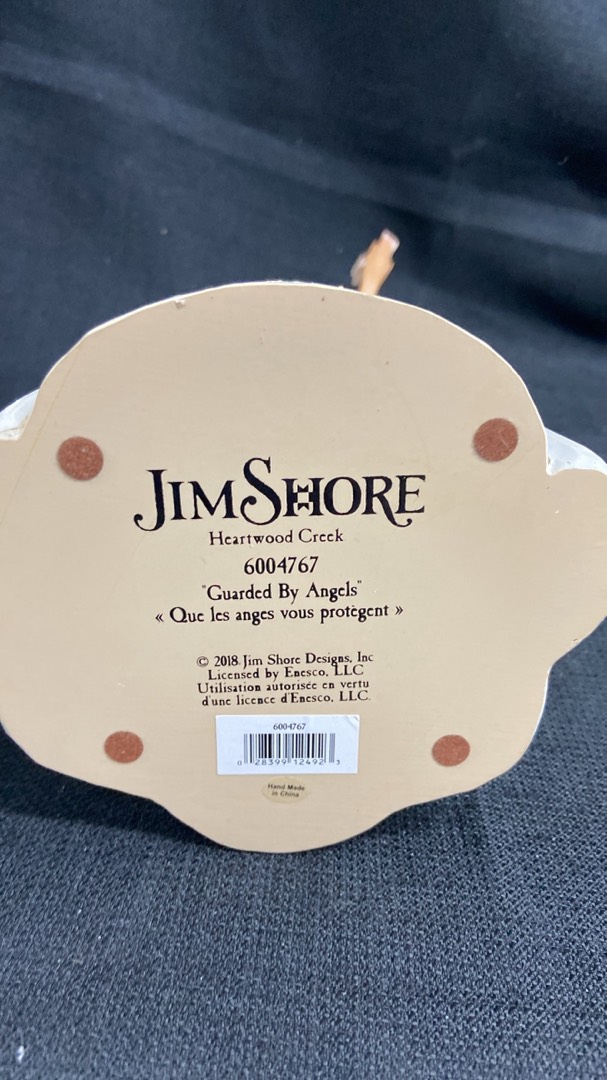 JIM SHORE
Heartwood Creek
6004767
"Guarded By Angels"
« Que les anges vous protègent »
© 2018 Jim Shore Designs, Inc
Licensed by Enesco, LLC
Utilisation autorisée en vertu
d'une licence d'Enesco, LLC.
6004767
0 28399 12492 3
Hand Made
in China